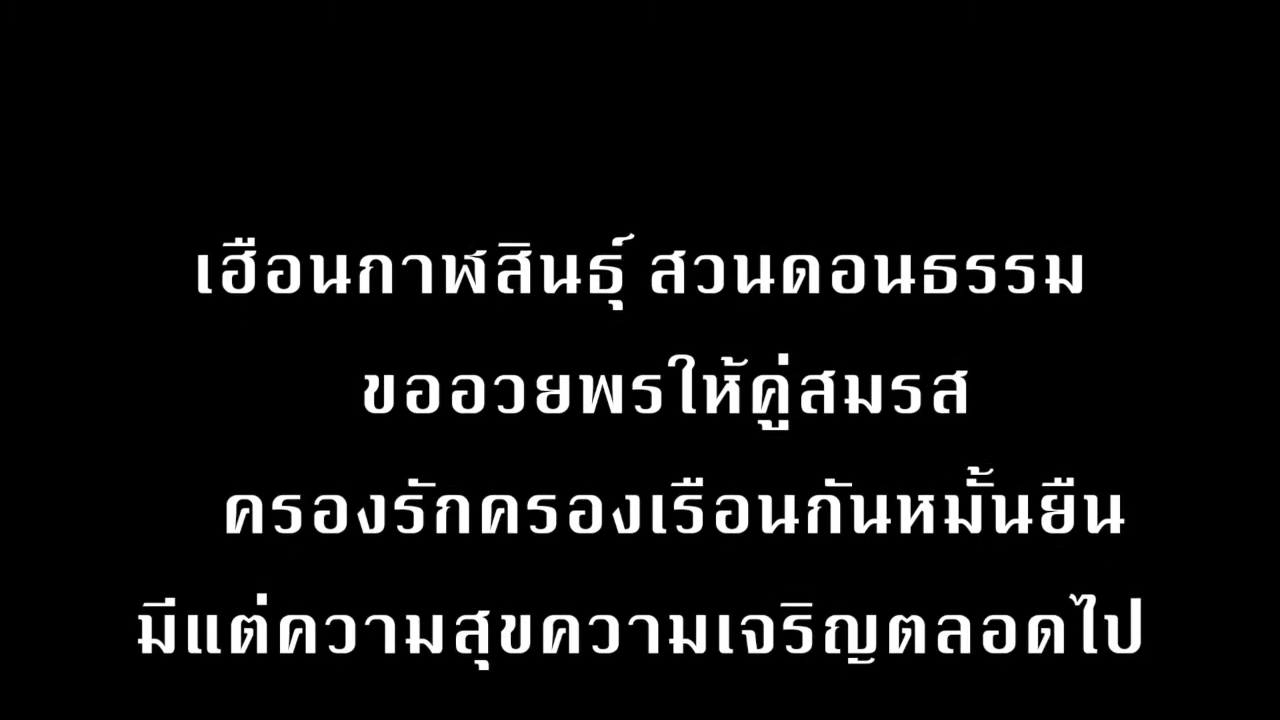 เฮือนกาฬสินธุ์ สวนดอนธรรม
ขออวยพรให้คู่สมรส
ครองรักครองเรือนกันหมั้นยืน
มีแต่ความสุขความเจริญตลอดไป